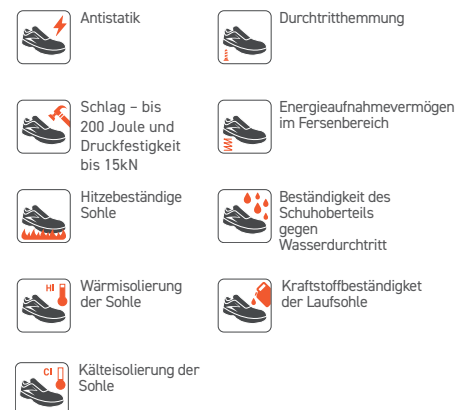 Antistatik
Durchtritthemmung
Schlag – bis
200 Joule und
Druckfestigkeit
bis 15kN
Energieaufnahmevermögen
im Fersenbereich
Hitzebeständige
Sohle
Beständigkeit des
Schuhoberteils
gegen
Wasserdurchtritt
HI
Wärmisolierung
der Sohle
Kraftstoffbeständigket
der Laufsohle
CI
Kälteisolierung der
Sohle